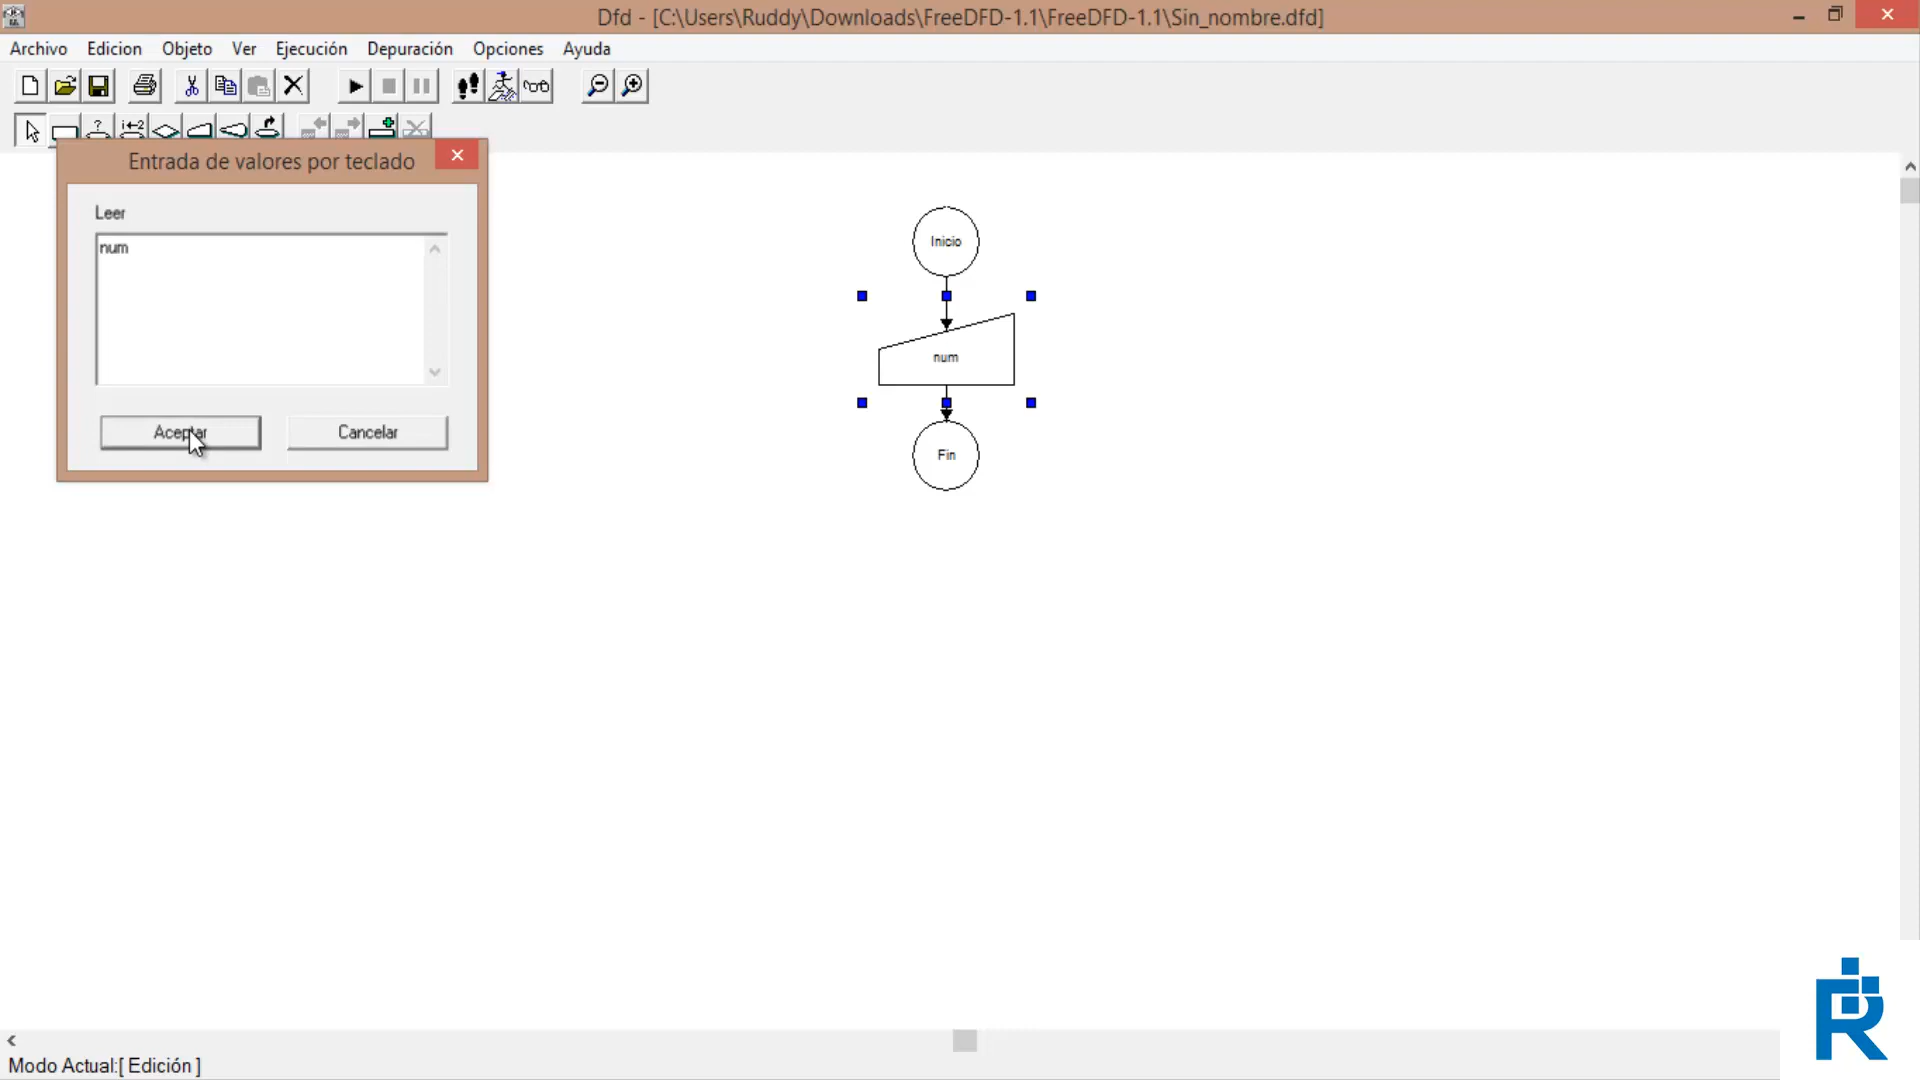 Dfd - [C:\Users\Ruddy\Downloads\FreeDFD-1.1\FreeDFD-1.1\Sin_nombre.dfd]
Archivo Edicion Objeto Ver Ejecución Depuración Opciones Ayuda
Entrada de valores por teclado
Leer
num
Aceptar Cancelar
Inicio
num
Fin
Modo Actual:[ Edición ]